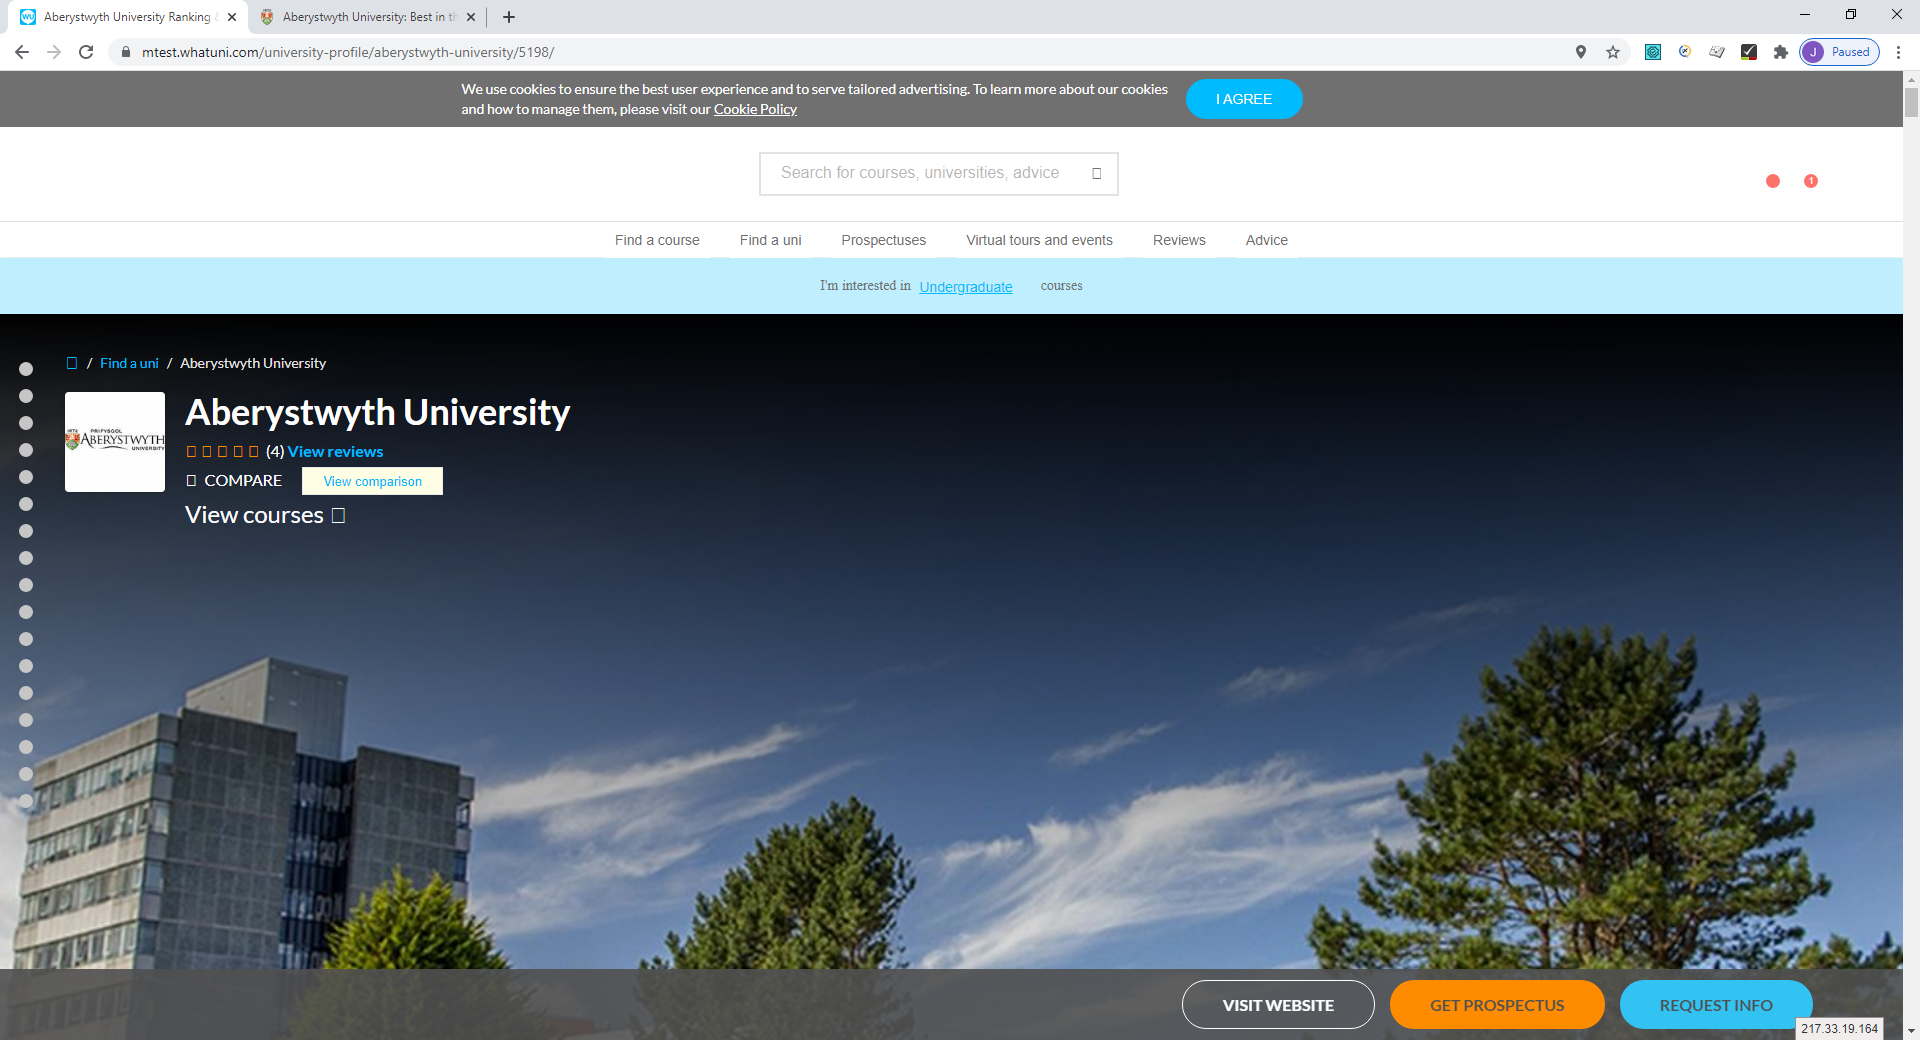 Aberystwyth University Ranking
Aberystwyth University: Best in th
mtest.whatuni.com/university-profile/aberystwyth-university/5198/
J Paused
We use cookies to ensure the best user experience and to serve tailored advertising. To learn more about our cookies
and how to manage them, please visit our Cookie Policy
I AGREE
Search for courses, universities, advice
1
Find a course Find a uni Prospectuses Virtual tours and events Reviews Advice
I'm interested in Undergraduate courses
/ Find a uni / Aberystwyth University
PRIFYSGOL
ABERYSTWYTH
UNIVERSITY
Aberystwyth University
(4) View reviews
COMPARE View comparison
View courses
VISIT WEBSITE GET PROSPECTUS REQUEST INFO
217.33.19.164